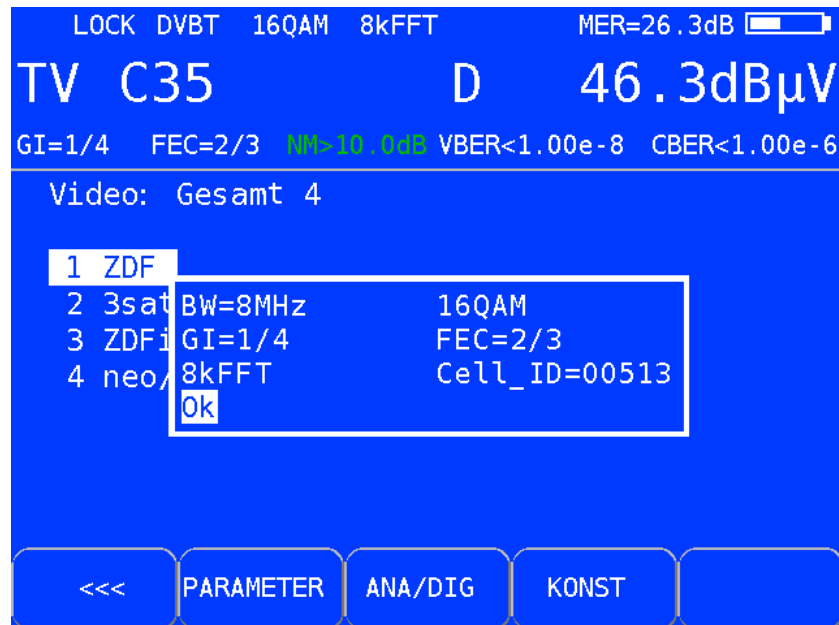 LOCK DVBT 16QAM 8kFFT MER=26.3dB
TV C35 D 46.3dBµV
GI=1/4 FEC=2/3 NM>10.0dB VBER<1.00e-8 CBER<1.00e-6
Video: Gesamt 4
1 ZDF
2 3sat
3 ZDFi
4 neo/
BW=8MHz 16QAM
GI=1/4 FEC=2/3
8kFFT Cell_ID=00513
Ok
<<< PARAMETER ANA/DIG KONST